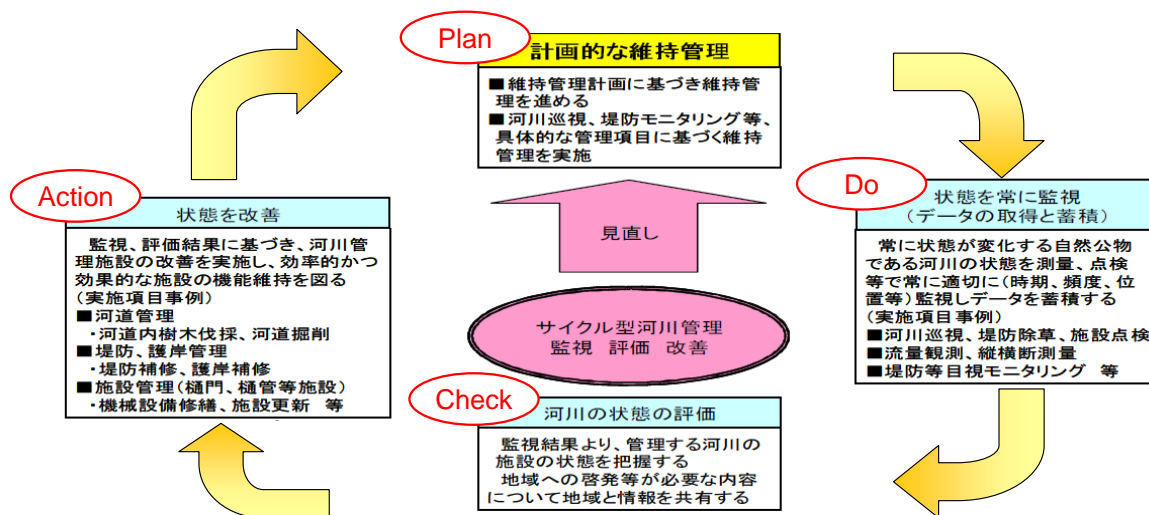 Plan
計画的な維持管理
■維持管理計画に基づき維持管
理を進める
■河川巡視、堤防モニタリング等、
具体的な管理項目に基づく維持
管理を実施
Do
状態を常に監視
(データの取得と蓄積)
常に状態が変化する自然公物
である河川の状態を測量、点検
等で常に適切に(時期、頻度、位
置等)監視しデータを蓄積する
(実施項目事例)
■河川巡視、堤防除草、施設点検
■流量観測、縦横断測量
■堤防等目視モニタリング 等
Check
河川の状態の評価
監視結果より、管理する河川の
施設の状態を把握する
地域への啓発等が必要な内容
について地域と情報を共有する
Action
状態を改善
監視、評価結果に基づき、河川管
理施設の改善を実施し、効率的かつ
効果的な施設の機能維持を図る
(実施項目事例)
■河道管理
・河道内樹木伐採、河道掘削
■堤防、護岸管理
・堤防補修、護岸補修
■施設管理(樋門、樋管等施設)
・機械設備修繕、施設更新 等
見直し
サイクル型河川管理
監視 評価 改善